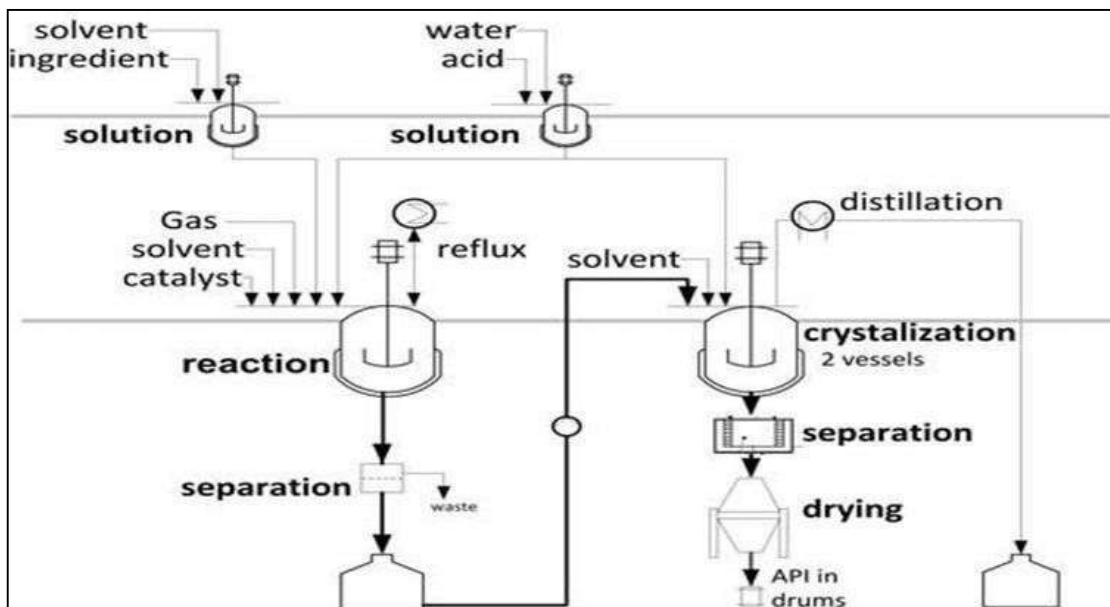 solvent
ingredient
water
acid
solution
solution
Gas
solvent
catalyst
reflux
solvent
distillation
reaction
crystalization
2 vessels
separation
separation
waste
drying
API in
drums